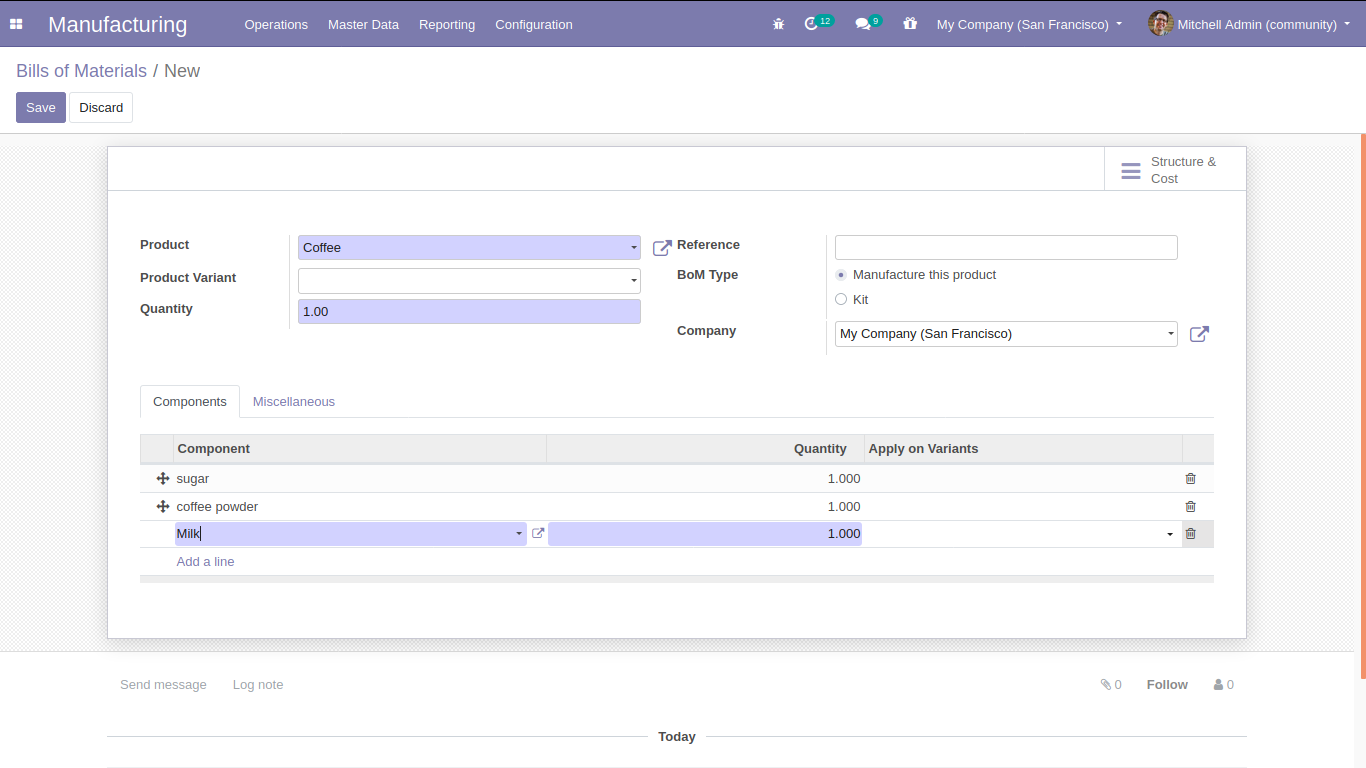 Manufacturing Operations Master Data Reporting Configuration 12 9 My Company (San Francisco) Mitchell Admin (community)
Bills of Materials / New
Save Discard
Structure & Cost
Product Coffee
Product Variant
Quantity 1.00
Reference
BoM Type Manufacture this product
Kit
Company My Company (San Francisco)
Components Miscellaneous
Component Quantity Apply on Variants
sugar 1.000
coffee powder 1.000
Milk 1.000
Add a line
Send message Log note 0 Follow 0
Today